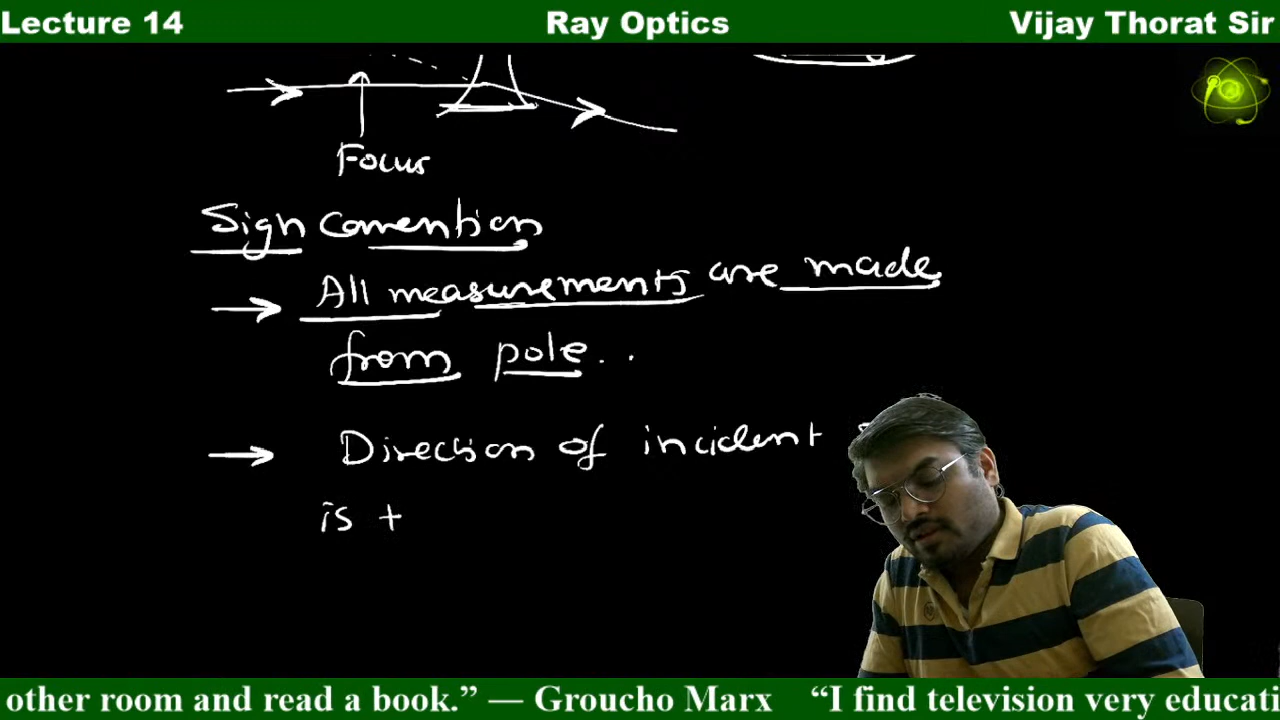 Lecture 14
Ray Optics
Vijay Thorat Sir
Focus
Sign Convention
→ All measurements are made
from pole..
→ Direction of incident
is +
other room and read a book.” — Groucho Marx “I find television very educati